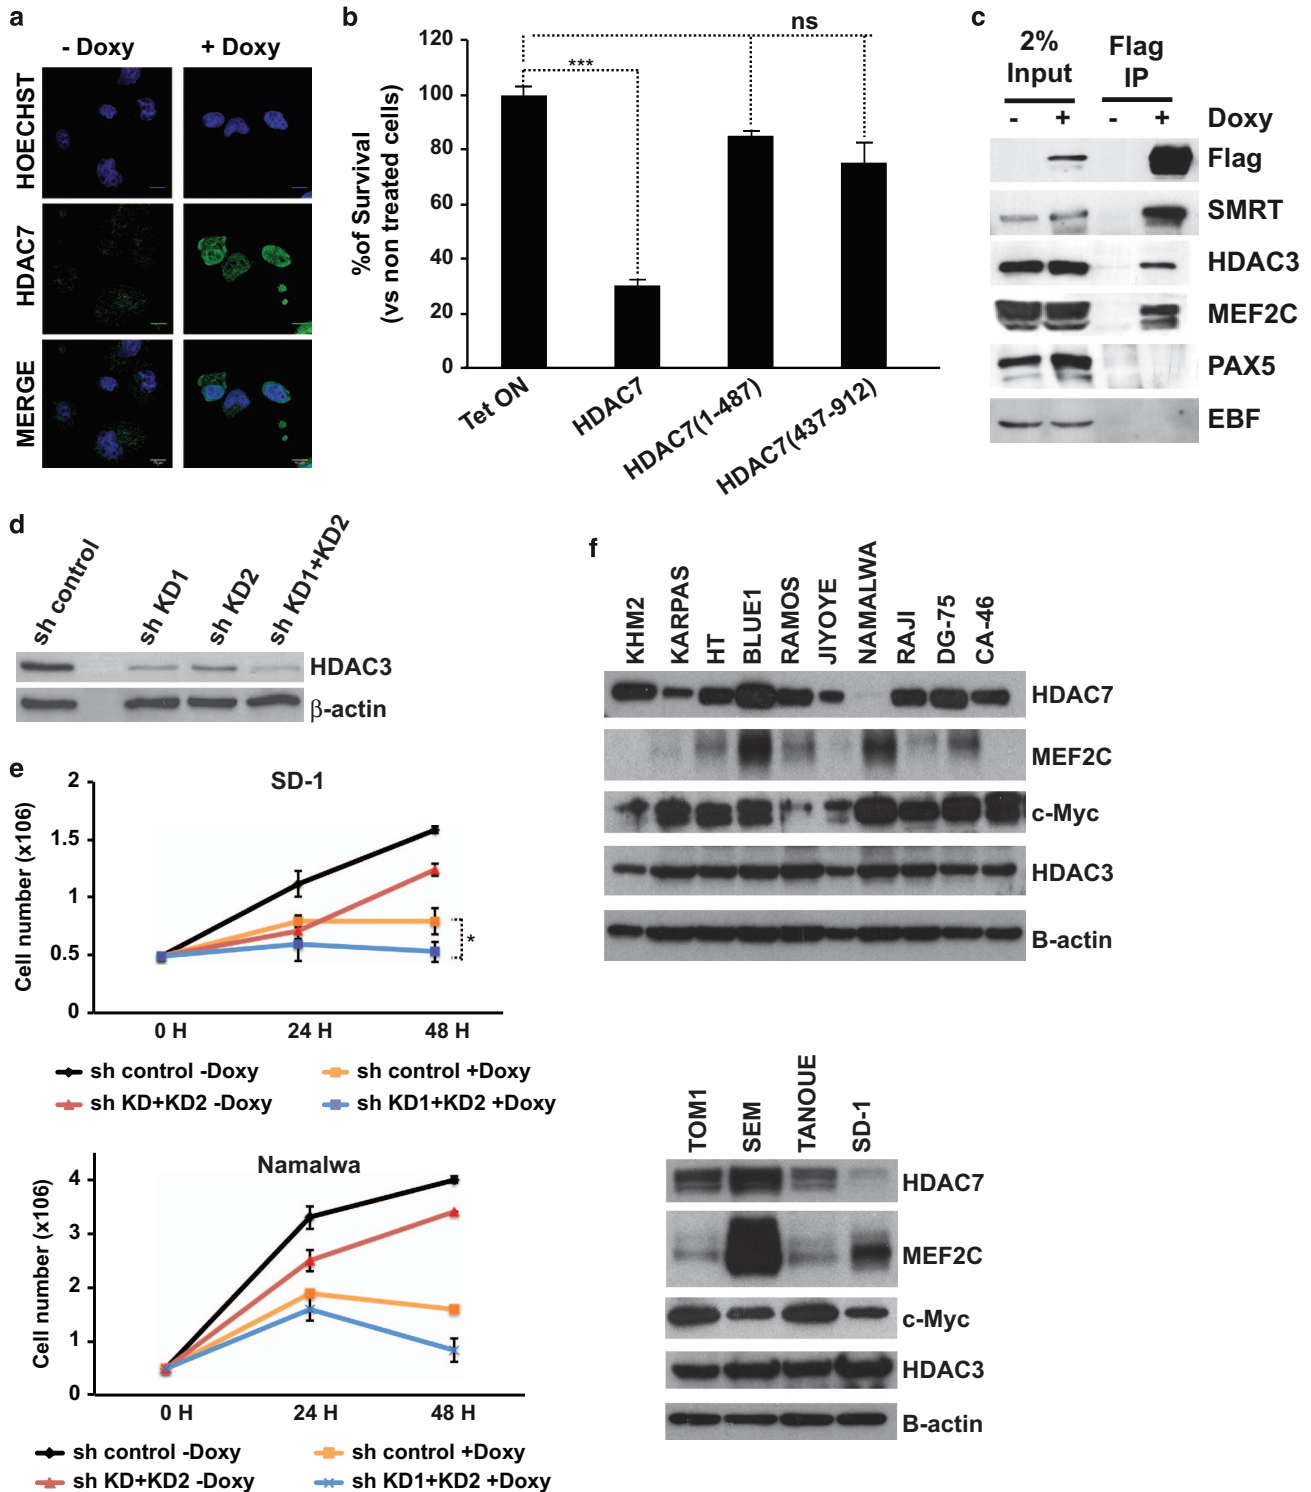 a
- Doxy
+ Doxy
HOECHST
HDAC7
MERGE
b
%of Survival
(vs non treated cells)
120
100
80
60
40
20
0
***
ns
Tet ON
HDAC7
HDAC7(1-487)
HDAC7(437-912)
c
2%
Input
Flag
IP
- + - + Doxy
Flag
SMRT
HDAC3
MEF2C
PAX5
EBF
d
sh control
sh KD1
sh KD2
sh KD1+KD2
HDAC3
β-actin
e
SD-1
Cell number (x106)
2
1.5
1
0.5
0
*
0 H 24 H 48 H
sh control -Doxy
sh control +Doxy
sh KD+KD2 -Doxy
sh KD1+KD2 +Doxy
Namalwa
Cell number (x106)
4
3
2
1
0
0 H 24 H 48 H
sh control -Doxy
sh control +Doxy
sh KD+KD2 -Doxy
sh KD1+KD2 +Doxy
f
KHM2
KARPAS
HT
BLUE1
RAMOS
JIYOYE
NAMALWA
RAJI
DG-75
CA-46
HDAC7
MEF2C
c-Myc
HDAC3
B-actin
TOM1
SEM
TANOUE
SD-1
HDAC7
MEF2C
c-Myc
HDAC3
B-actin